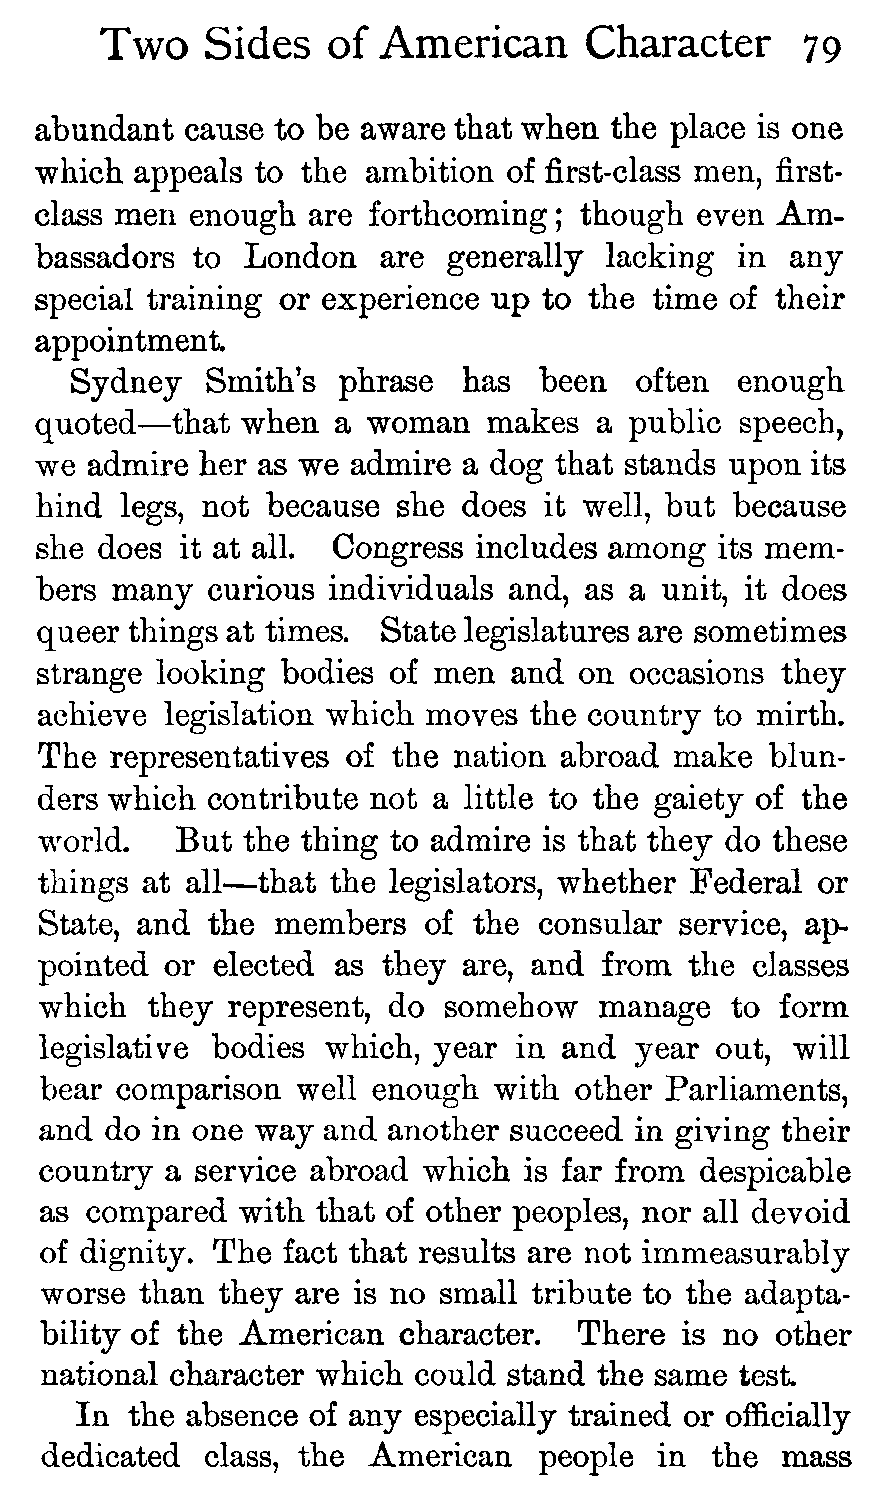 Two Sides of American Character 79
abundant cause to be aware that when the place is one
which appeals to the ambition of first-class men, first-
class men enough are forthcoming; though even Am-
bassadors to London are generally lacking in any
special training or experience up to the time of their
appointment.
Sydney Smith's phrase has been often enough
quoted—that when a woman makes a public speech,
we admire her as we admire a dog that stands upon its
hind legs, not because she does it well, but because
she does it at all. Congress includes among its mem-
bers many curious individuals and, as a unit, it does
queer things at times. State legislatures are sometimes
strange looking bodies of men and on occasions they
achieve legislation which moves the country to mirth.
The representatives of the nation abroad make blun-
ders which contribute not a little to the gaiety of the
world. But the thing to admire is that they do these
things at all—that the legislators, whether Federal or
State, and the members of the consular service, ap-
pointed or elected as they are, and from the classes
which they represent, do somehow manage to form
legislative bodies which, year in and year out, will
bear comparison well enough with other Parliaments,
and do in one way and another succeed in giving their
country a service abroad which is far from despicable
as compared with that of other peoples, nor all devoid
of dignity. The fact that results are not immeasurably
worse than they are is no small tribute to the adapta-
bility of the American character. There is no other
national character which could stand the same test.
In the absence of any especially trained or officially
dedicated class, the American people in the mass